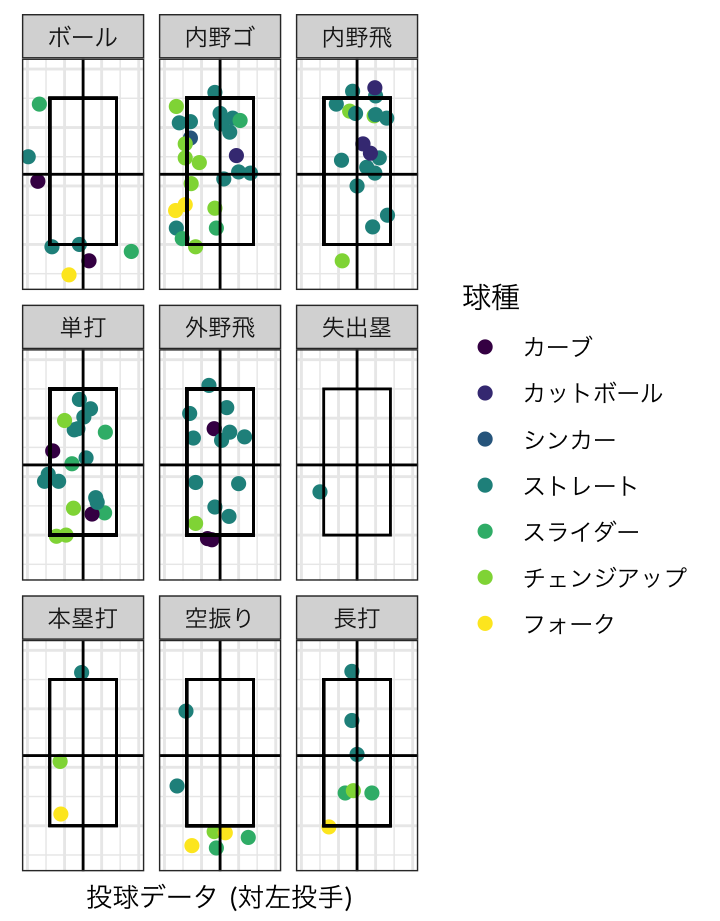 ボール
内野ゴ
内野飛
単打
外野飛
失出塁
本塁打
空振り
長打
球種
カーブ
カットボール
シンカー
ストレート
スライダー
チェンジアップ
フォーク
投球データ (対左投手)